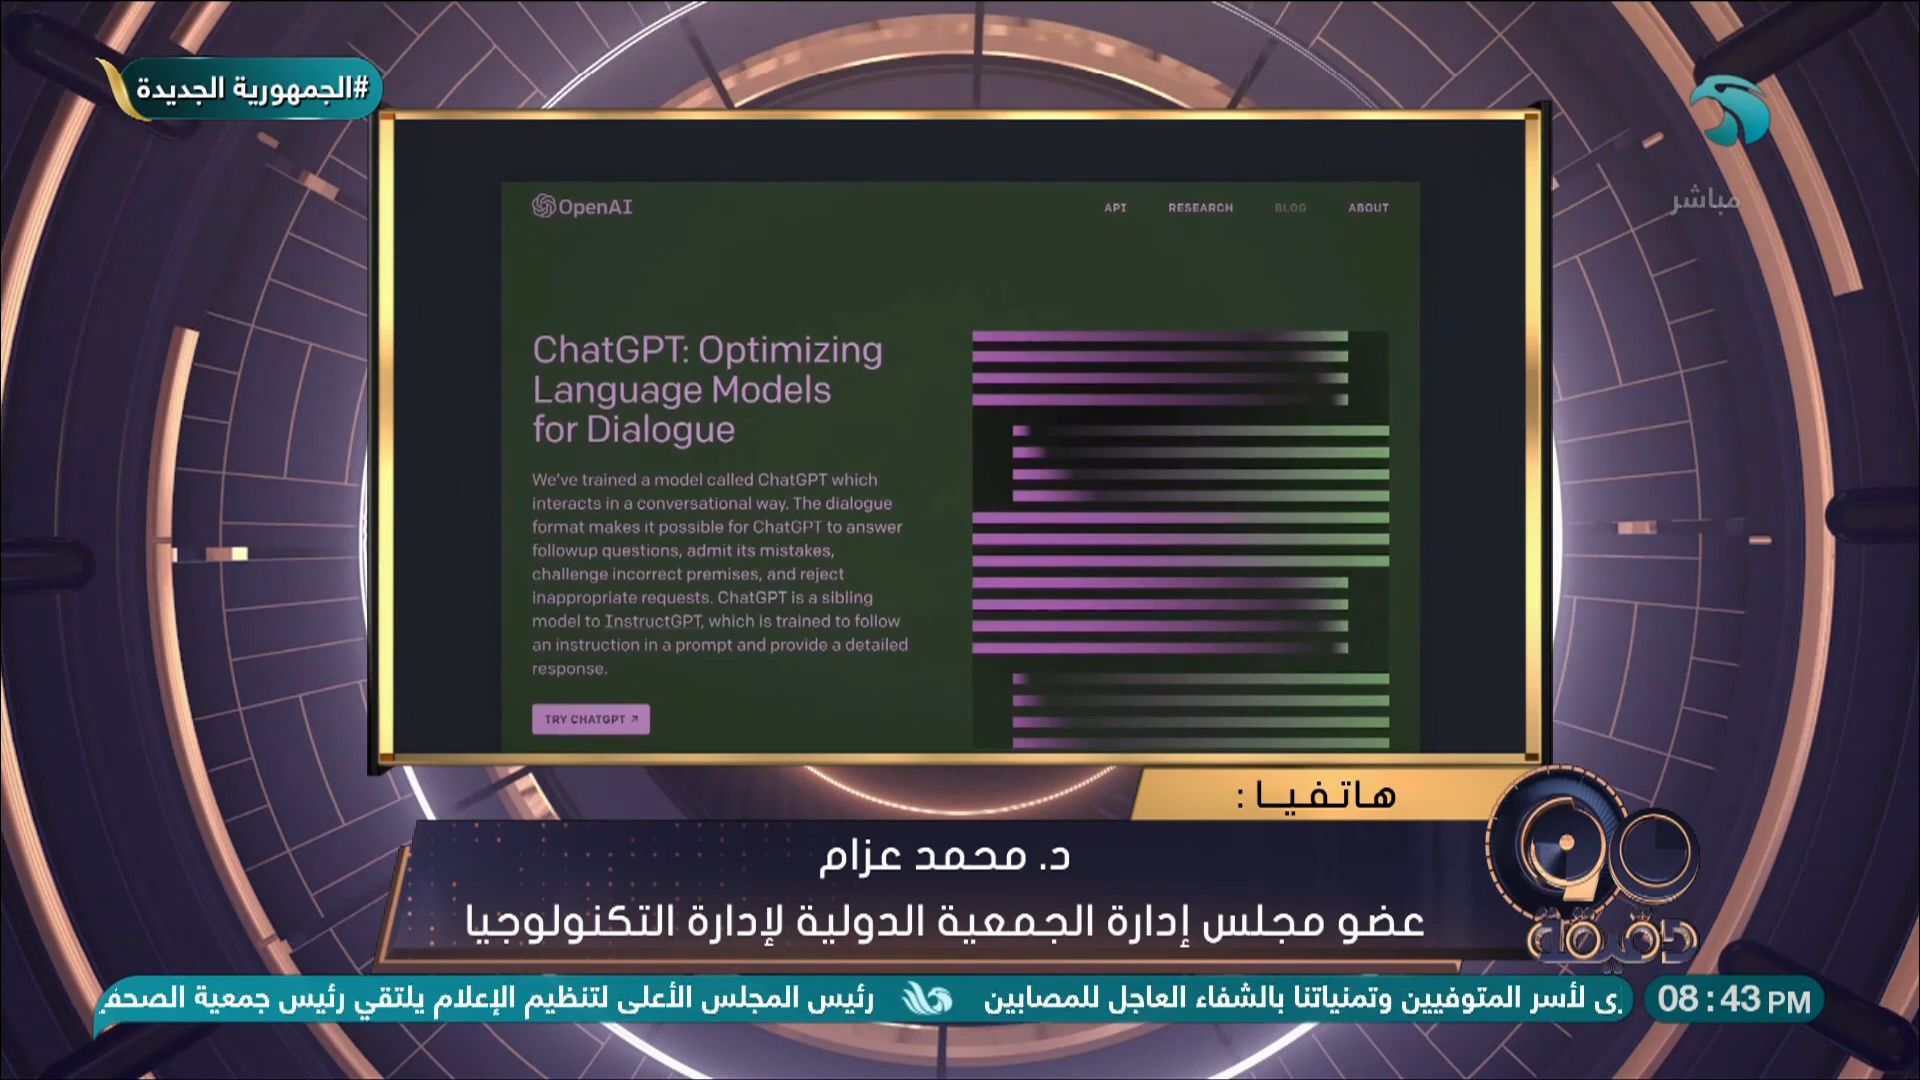 #الجمهورية الجديدة
مباشر
OpenAI
API RESEARCH BLOG ABOUT
ChatGPT: Optimizing
Language Models
for Dialogue
We've trained a model called ChatGPT which
interacts in a conversational way. The dialogue
format makes it possible for ChatGPT to answer
followup questions, admit its mistakes,
challenge incorrect premises, and reject
inappropriate requests. ChatGPT is a sibling
model to InstructGPT, which is trained to follow
an instruction in a prompt and provide a detailed
response.
TRY CHATGPT ↗
هاتفيا :
د. محمد عزام
عضو مجلس إدارة الجمعية الدولية لإدارة التكنولوجيا
90 دقيقة
لأسر المتوفيين وتمنياتنا بالشفاء العاجل للمصابين رئيس المجلس الأعلى لتنظيم الإعلام يلتقي رئيس جمعية
08:43 PM